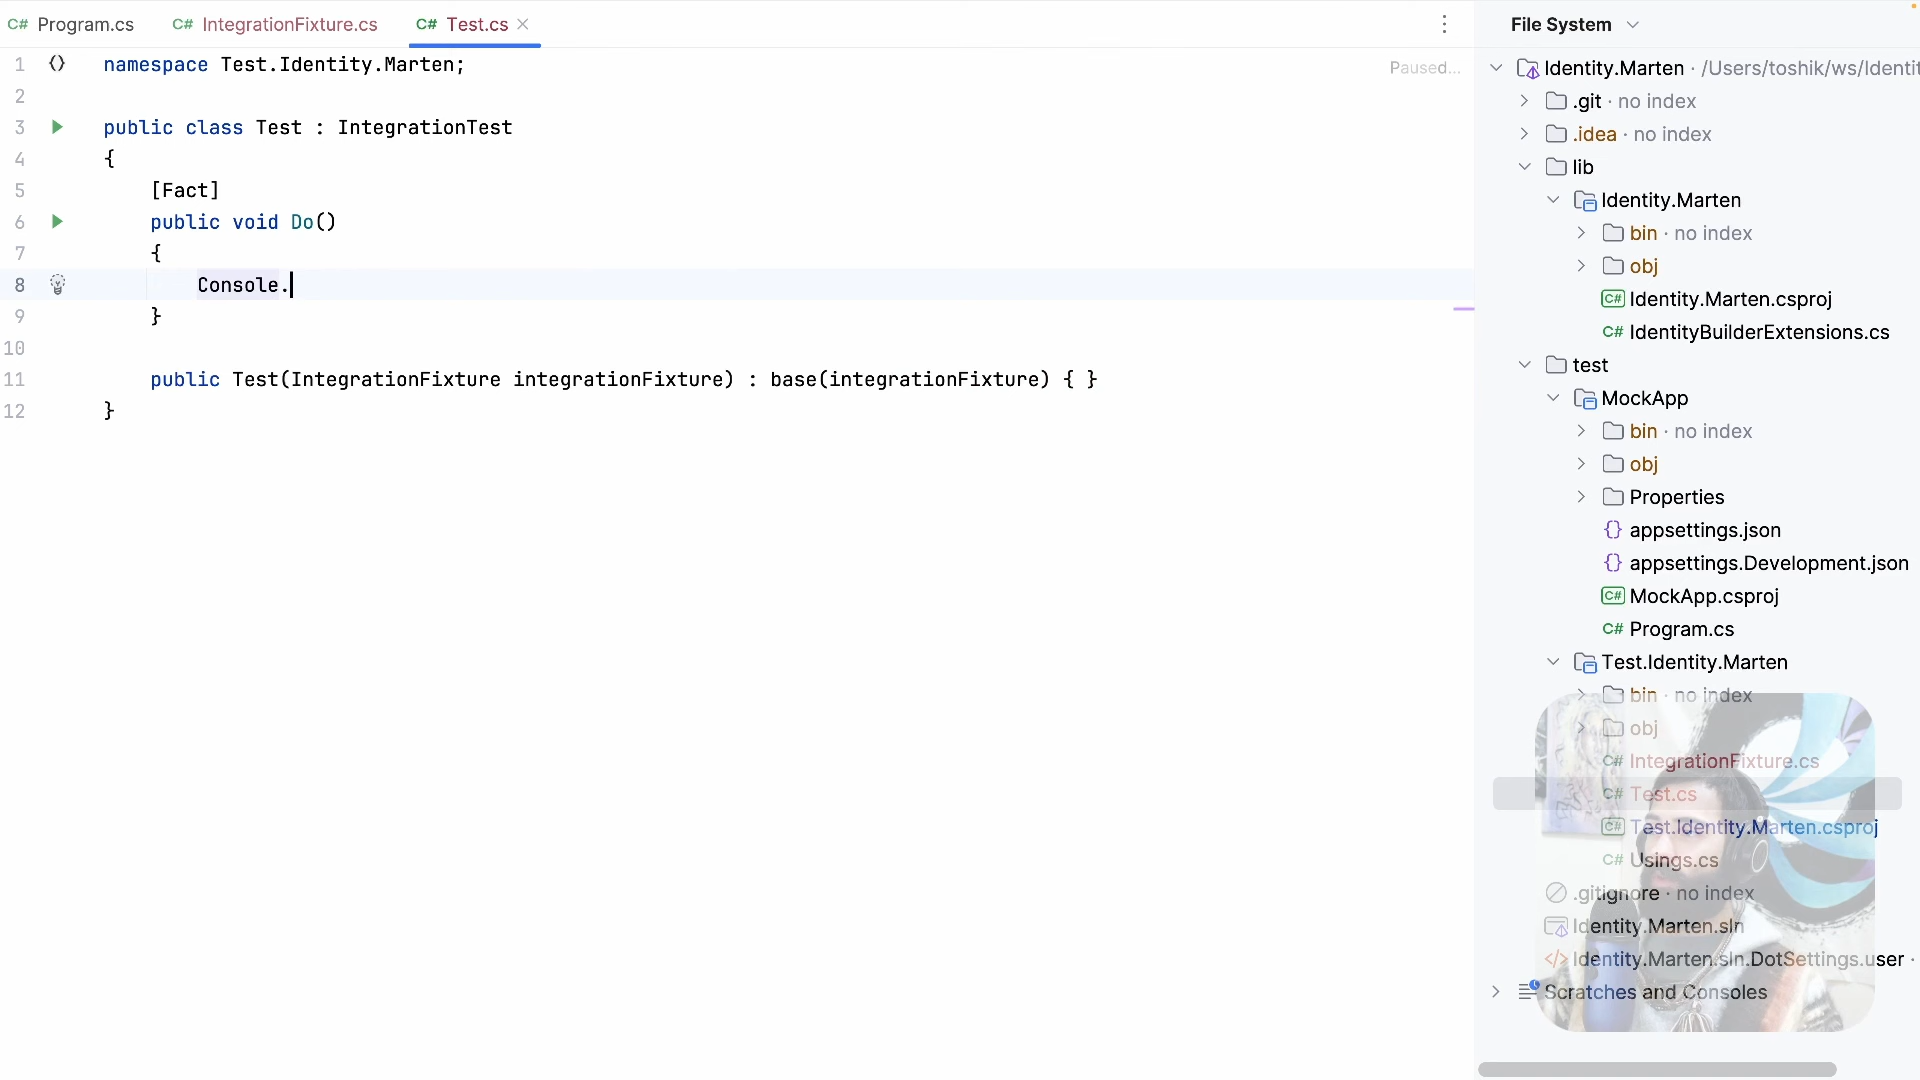 C# Program.cs
C# IntegrationFixture.cs
C# Test.cs
1 namespace Test.Identity.Marten;
2
3 public class Test : IntegrationTest
4 {
5 [Fact]
6 public void Do()
7 {
8 Console.
9 }
10
11 public Test(IntegrationFixture integrationFixture) : base(integrationFixture) { }
12 }
Paused...
File System
Identity.Marten · /Users/toshik/ws/Identit
.git · no index
.idea · no index
lib
Identity.Marten
bin · no index
obj
C# Identity.Marten.csproj
C# IdentityBuilderExtensions.cs
test
MockApp
bin · no index
obj
Properties
{} appsettings.json
{} appsettings.Development.json
C# MockApp.csproj
C# Program.cs
Test.Identity.Marten
bin · no index
obj
C# IntegrationFixture.cs
C# Test.cs
C# Test.Identity.Marten.csproj
C# Usings.cs
.gitignore · no index
Identity.Marten.sln
</> Identity.Marten.sln.DotSettings.user ·
Scratches and Consoles